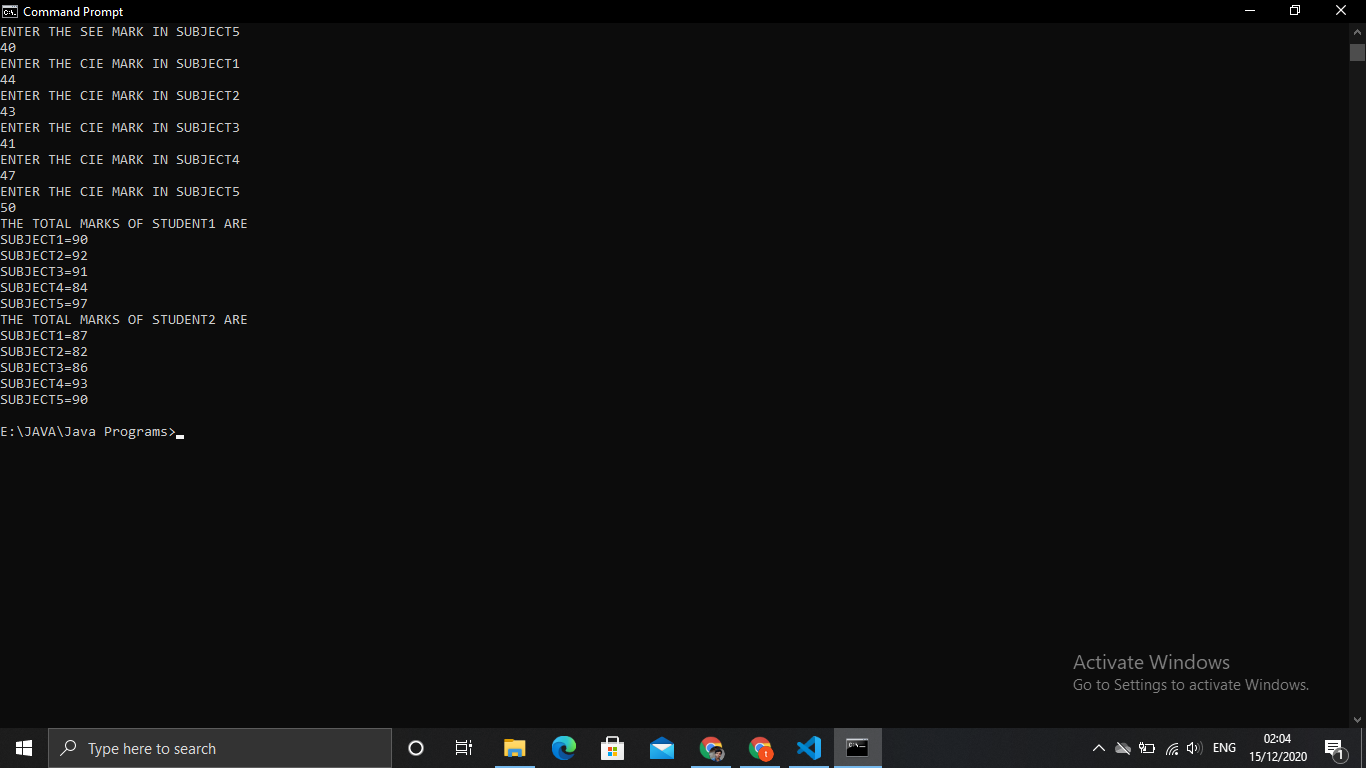 Command Prompt
ENTER THE SEE MARK IN SUBJECT5
40
ENTER THE CIE MARK IN SUBJECT1
44
ENTER THE CIE MARK IN SUBJECT2
43
ENTER THE CIE MARK IN SUBJECT3
41
ENTER THE CIE MARK IN SUBJECT4
47
ENTER THE CIE MARK IN SUBJECT5
50
THE TOTAL MARKS OF STUDENT1 ARE
SUBJECT1=90
SUBJECT2=92
SUBJECT3=91
SUBJECT4=84
SUBJECT5=97
THE TOTAL MARKS OF STUDENT2 ARE
SUBJECT1=87
SUBJECT2=82
SUBJECT3=86
SUBJECT4=93
SUBJECT5=90
E:\JAVA\Java Programs>
Activate Windows
Go to Settings to activate Windows.
Type here to search
t
ENG
02:04
15/12/2020
1